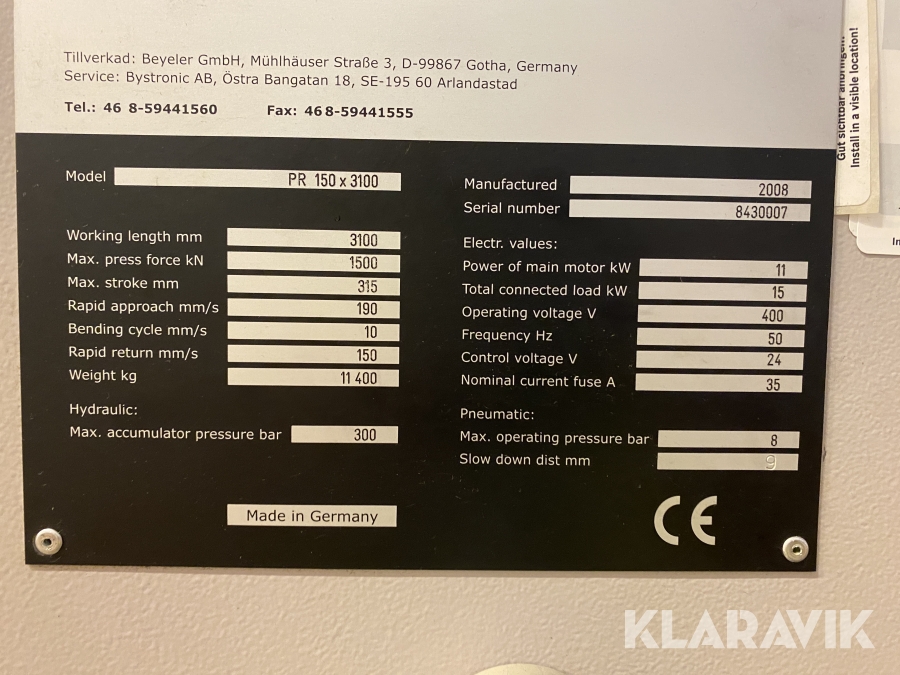 Tillverkad: Beyeler GmbH, Mühlhäuser Straße 3, D-99867 Gotha, Germany
Service: Bystronic AB, Östra Bangatan 18, SE-195 60 Arlandastad
Tel.: 46 8-59441560 Fax: 46 8-59441555
Model PR 150 x 3100
Working length mm 3100
Max. press force kN 1500
Max. stroke mm 315
Rapid approach mm/s 190
Bending cycle mm/s 10
Rapid return mm/s 150
Weight kg 11 400
Hydraulic:
Max. accumulator pressure bar 300
Made in Germany
Manufactured 2008
Serial number 8430007
Electr. values:
Power of main motor kW 11
Total connected load kW 15
Operating voltage V 400
Frequency Hz 50
Control voltage V 24
Nominal current fuse A 35
Pneumatic:
Max. operating pressure bar 8
Slow down dist mm 9
CE
Gut sichtbar anbringen!
Install in a visible location!
In
KLARAVIK